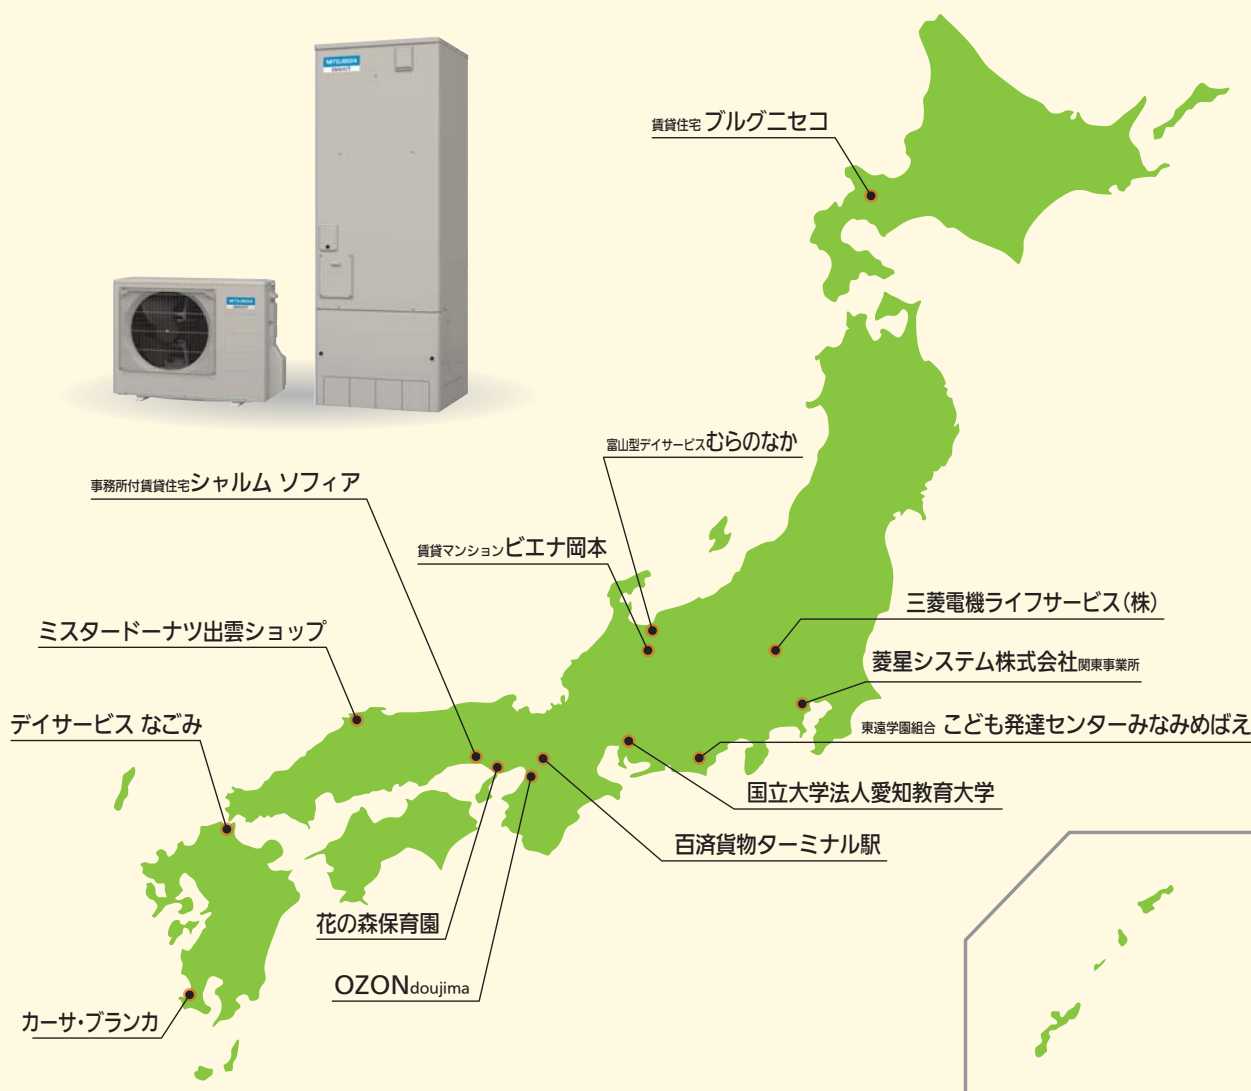 MITSUBISHI
MITSUBISHI
賃貸住宅 ブルグニセコ
富山型デイサービスむらのなか
事務所付賃貸住宅シャルム ソフィア
賃貸マンションビエナ岡本
三菱電機ライフサービス(株)
ミスタードーナツ出雲ショップ
菱星システム株式会社関東事業所
デイサービス なごみ
東遠学園組合 こども発達センターみなみめばえ
国立大学法人愛知教育大学
百済貨物ターミナル駅
花の森保育園
OZONdoujima
カーサ・ブランカ